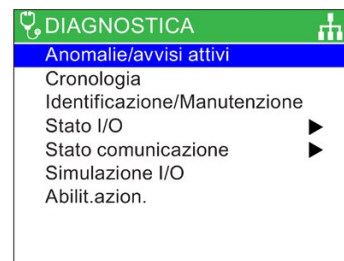 DIAGNOSTICA
Anomalie/avvisi attivi
Cronologia
Identificazione/Manutenzione
Stato I/O
Stato comunicazione
Simulazione I/O
Abilit.azion.